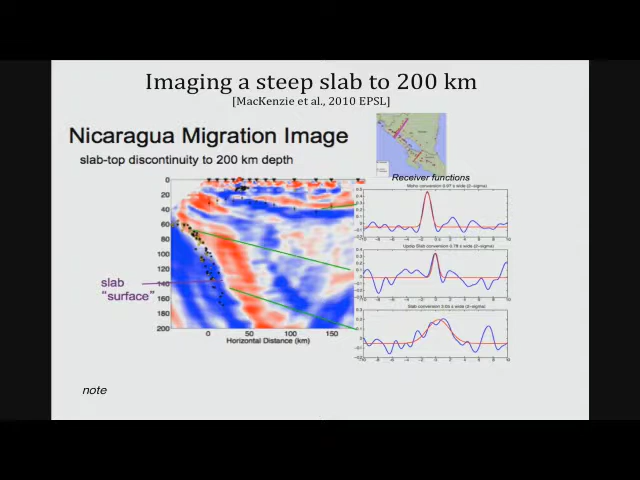 Imaging a steep slab to 200 km
[MacKenzie et al., 2010 EPSL]
Nicaragua Migration Image
slab-top discontinuity to 200 km depth
Receiver functions
0
20
40
60
80
100
120
140
160
180
200
slab
"surface"
0 50 100 150
Horizontal Distance (km)
note